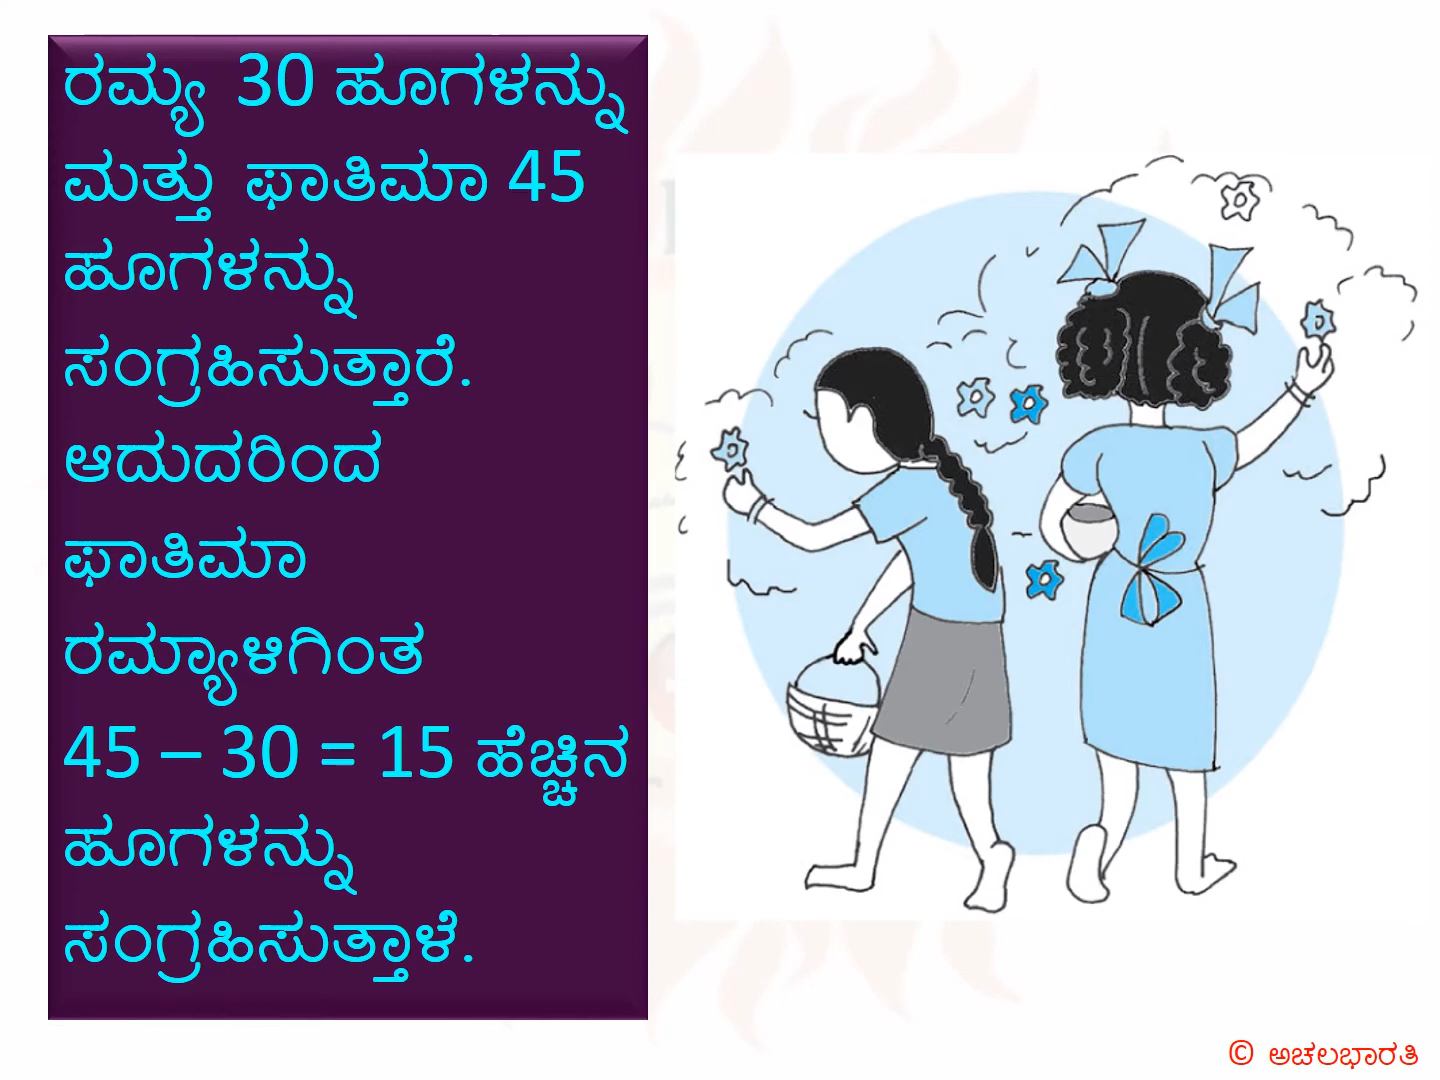 ರಮ್ಯ 30 ಹೂಗಳನ್ನು
ಮತ್ತು ಫಾತಿಮಾ 45
ಹೂಗಳನ್ನು
ಸಂಗ್ರಹಿಸುತ್ತಾರೆ.
ಆದುದರಿಂದ
ಫಾತಿಮಾ
ರಮ್ಯಾಳಿಗಿಂತ
45 – 30 = 15 ಹೆಚ್ಚಿನ
ಹೂಗಳನ್ನು
ಸಂಗ್ರಹಿಸುತ್ತಾಳೆ.
© ಅಚಲಭಾರತಿ